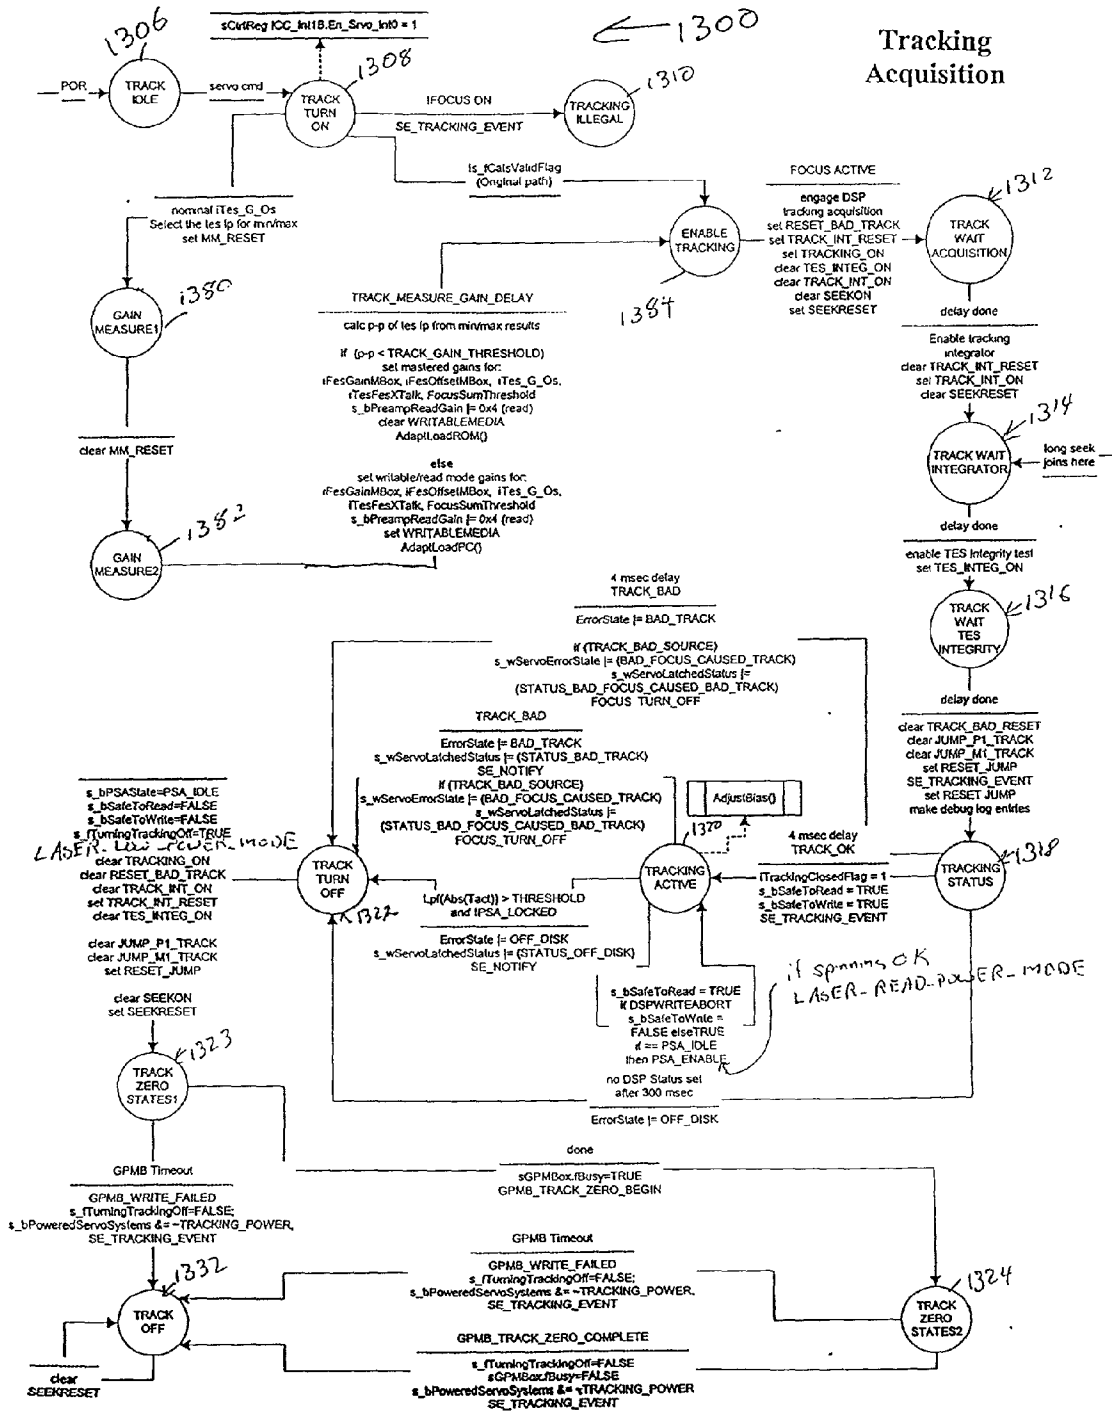 Tracking
Acquisition
1300
sCtrlReg ICC_Int1B.En_Srvo_Int0 = 1
1306
POR
TRACK
IDLE
servo cmd
1308
TRACK
TURN
ON
!FOCUS ON
SE_TRACKING_EVENT
1310
TRACKING
ILLEGAL
!s_fCalsValidFlag
(Original path)
nominal iTes_G_Os
Select the tes lp for min/max
set MM_RESET
1380
GAIN
MEASURE1
clear MM_RESET
1382
GAIN
MEASURE2
TRACK_MEASURE_GAIN_DELAY
calc p-p of tes lp from min/max results
if (p-p < TRACK_GAIN_THRESHOLD)
set mastered gains for:
iFesGainMBox, iFesOffsetMBox, iTes_G_Os,
iTesFesXTalk, FocusSumThreshold
s_bPreampReadGain |= 0x4 (read)
clear WRITABLEMEDIA
AdaptLoadROM()
else
set writable/read mode gains for:
iFesGainMBox, iFesOffsetMBox, iTes_G_Os,
iTesFesXTalk, FocusSumThreshold
s_bPreampReadGain |= 0x4 (read)
set WRITABLEMEDIA
AdaptLoadPC()
ENABLE
TRACKING
1384
FOCUS ACTIVE
engage DSP
tracking acquisition
set RESET_BAD_TRACK
set TRACK_INT_RESET
set TRACKING_ON
clear TES_INTEG_ON
clear TRACK_INT_ON
clear SEEKON
set SEEKRESET
1312
TRACK
WAIT
ACQUISITION
delay done
Enable tracking
integrator
clear TRACK_INT_RESET
set TRACK_INT_ON
clear SEEKRESET
1314
TRACK WAIT
INTEGRATOR
long seek
joins here
delay done
enable TES Integrity test
set TES_INTEG_ON
1316
TRACK
WAIT
TES
INTEGRITY
delay done
clear TRACK_BAD_RESET
clear JUMP_P1_TRACK
clear JUMP_M1_TRACK
set RESET_JUMP
SE_TRACKING_EVENT
set RESET JUMP
make debug log entries
1318
TRACKING
STATUS
4 msec delay
TRACK_BAD
ErrorState |= BAD_TRACK
if (TRACK_BAD_SOURCE)
s_wServoErrorState |= (BAD_FOCUS_CAUSED_TRACK)
s_wServoLatchedStatus |=
(STATUS_BAD_FOCUS_CAUSED_BAD_TRACK)
FOCUS_TURN_OFF
TRACK_BAD
ErrorState |= BAD_TRACK
s_wServoLatchedStatus |= (STATUS_BAD_TRACK)
SE_NOTIFY
if (TRACK_BAD_SOURCE)
s_wServoErrorState |= (BAD_FOCUS_CAUSED_TRACK)
s_wServoLatchedStatus |=
(STATUS_BAD_FOCUS_CAUSED_BAD_TRACK)
FOCUS_TURN_OFF
AdjustBias()
1320
TRACKING
ACTIVE
4 msec delay
TRACK_OK
fTrackingClosedFlag = 1
s_bSafeToRead = TRUE
s_bSafeToWrite = TRUE
SE_TRACKING_EVENT
s_bPSAState=PSA_IDLE
s_bSafeToRead=FALSE
s_bSafeToWrite=FALSE
s_fTurningTrackingOff=TRUE
LASER_LOW_POWER_MODE
clear TRACKING_ON
clear RESET_BAD_TRACK
clear TRACK_INT_ON
set TRACK_INT_RESET
clear TES_INTEG_ON
clear JUMP_P1_TRACK
clear JUMP_M1_TRACK
set RESET_JUMP
clear SEEKON
set SEEKRESET
TRACK
TURN
OFF
1322
Lpf(Abs(Tact)) > THRESHOLD
and !PSA_LOCKED
ErrorState |= OFF_DISK
s_wServoLatchedStatus |= (STATUS_OFF_DISK)
SE_NOTIFY
s_bSafeToRead = TRUE
if DSPWRITEABORT
s_bSafeToWrite =
FALSE elseTRUE
if == PSA_IDLE
then PSA_ENABLE
if spinning OK
LASER_READ_POWER_MODE
no DSP Status set
after 300 msec
ErrorState |= OFF_DISK
1323
TRACK
ZERO
STATES1
done
sGPMBox.fBusy=TRUE
GPMB_TRACK_ZERO_BEGIN
GPMB Timeout
GPMB_WRITE_FAILED
s_fTurningTrackingOff=FALSE;
s_bPoweredServoSystems &= ~TRACKING_POWER,
SE_TRACKING_EVENT
1332
TRACK
OFF
clear
SEEKRESET
GPMB Timeout
GPMB_WRITE_FAILED
s_fTurningTrackingOff=FALSE;
s_bPoweredServoSystems &= ~TRACKING_POWER,
SE_TRACKING_EVENT
1324
TRACK
ZERO
STATES2
GPMB_TRACK_ZERO_COMPLETE
s_fTurningTrackingOff=FALSE
sGPMBox.fBusy=FALSE
s_bPoweredServoSystems &= ~TRACKING_POWER
SE_TRACKING_EVENT